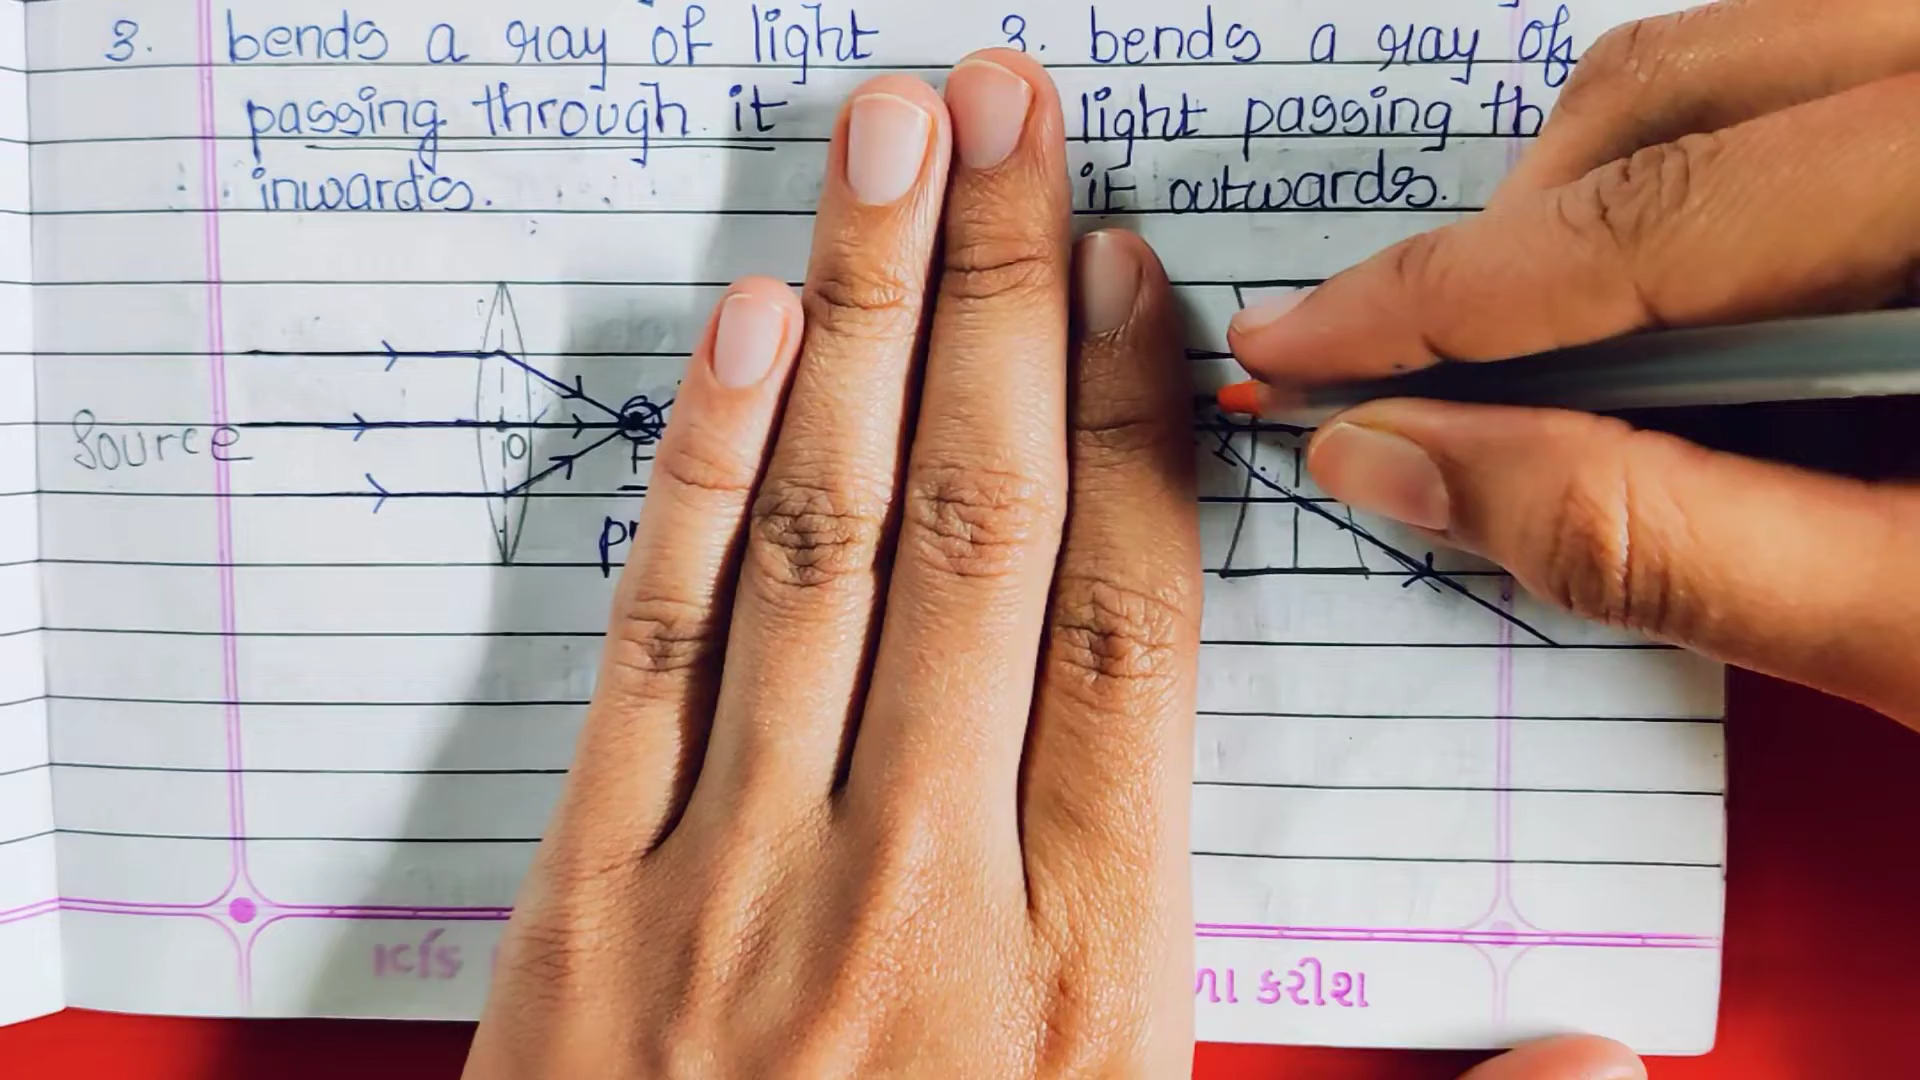 3. bends a ray of light
passing through it
inwards.
3. bends a ray of
light passing th
it outwards.
Source
O
F
pr
કરીશ